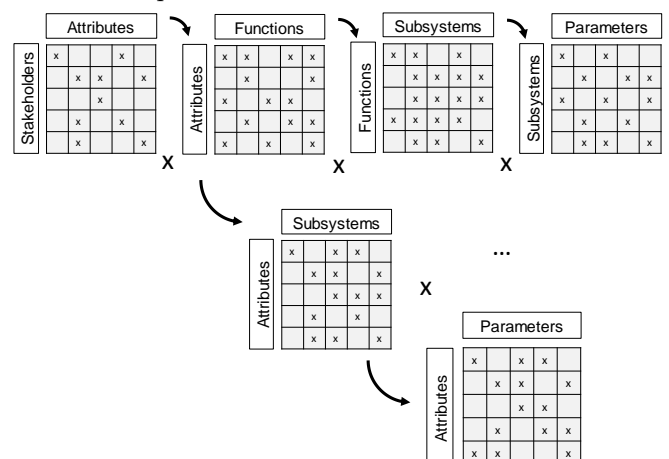 Attributes
Functions
Subsystems
Parameters
Stakeholders
x x
x x x
x
x x
x x
X
Attributes
x x x x
x x
x x x
x x x
x x x
X
Functions
x x x
x x x x
x x x x
x x x x
x x x
X
Subsystems
x x
x x x
x x x
x x
x x x
Subsystems
Attributes
x x x
x x x
x x x
x x
x x x
X
...
Parameters
Attributes
x x x
x x x
x x
x x x
x x x